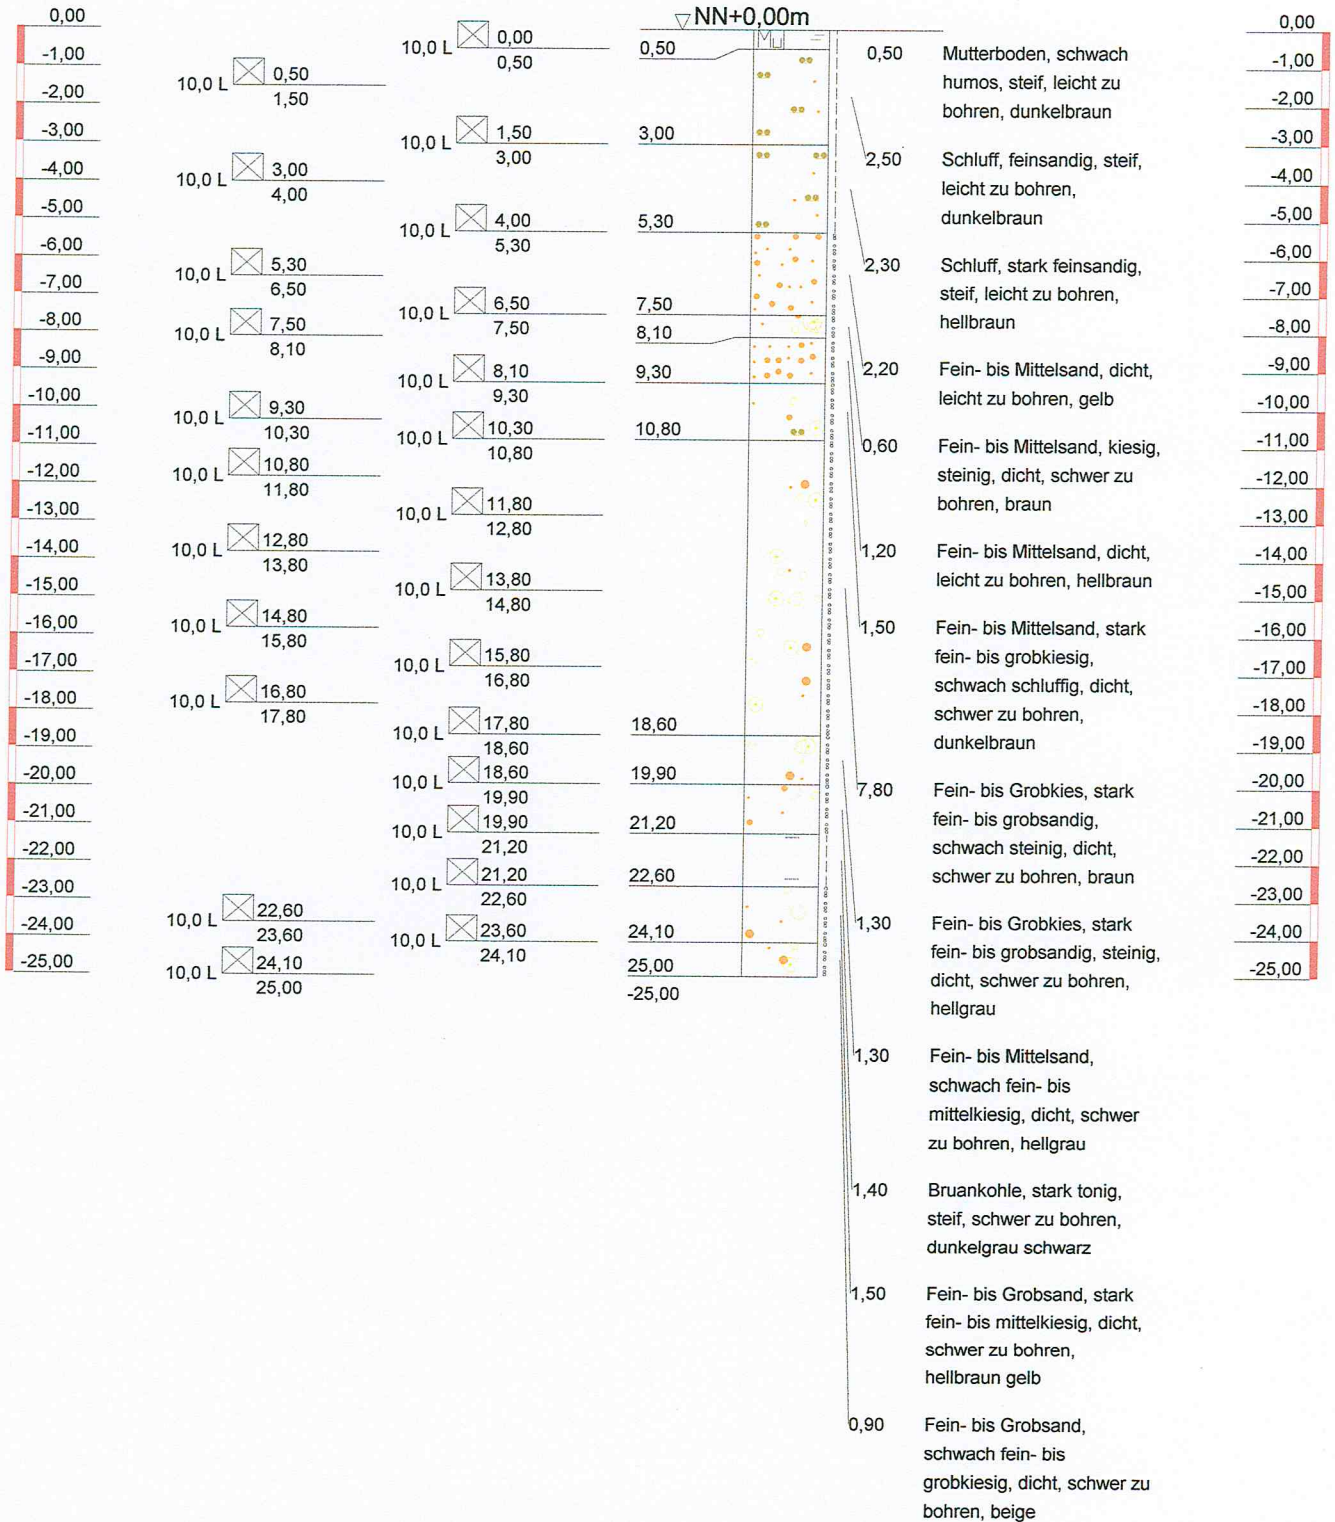 NN+0,00m
0,00
-1,00
-2,00
-3,00
-4,00
-5,00
-6,00
-7,00
-8,00
-9,00
-10,00
-11,00
-12,00
-13,00
-14,00
-15,00
-16,00
-17,00
-18,00
-19,00
-20,00
-21,00
-22,00
-23,00
-24,00
-25,00
10,0 L 0,50
1,50
10,0 L 3,00
4,00
10,0 L 5,30
6,50
10,0 L 7,50
8,10
10,0 L 9,30
10,30
10,0 L 10,80
11,80
10,0 L 12,80
13,80
10,0 L 14,80
15,80
10,0 L 16,80
17,80
10,0 L 22,60
23,60
10,0 L 24,10
25,00
10,0 L 0,00
0,50
10,0 L 1,50
3,00
10,0 L 4,00
5,30
10,0 L 6,50
7,50
10,0 L 8,10
9,30
10,0 L 10,30
10,80
10,0 L 11,80
12,80
10,0 L 13,80
14,80
10,0 L 15,80
16,80
10,0 L 17,80
18,60
10,0 L 18,60
19,90
10,0 L 19,90
21,20
10,0 L 21,20
22,60
10,0 L 23,60
24,10
0,50
3,00
5,30
7,50
8,10
9,30
10,80
18,60
19,90
21,20
22,60
24,10
25,00
-25,00
Mu
0,50 Mutterboden, schwach
humos, steif, leicht zu
bohren, dunkelbraun
2,50 Schluff, feinsandig, steif,
leicht zu bohren,
dunkelbraun
2,30 Schluff, stark feinsandig,
steif, leicht zu bohren,
hellbraun
2,20 Fein- bis Mittelsand, dicht,
leicht zu bohren, gelb
0,60 Fein- bis Mittelsand, kiesig,
steinig, dicht, schwer zu
bohren, braun
1,20 Fein- bis Mittelsand, dicht,
leicht zu bohren, hellbraun
1,50 Fein- bis Mittelsand, stark
fein- bis grobkiesig,
schwach schluffig, dicht,
schwer zu bohren,
dunkelbraun
7,80 Fein- bis Grobkies, stark
fein- bis grobsandig,
schwach steinig, dicht,
schwer zu bohren, braun
1,30 Fein- bis Grobkies, stark
fein- bis grobsandig, steinig,
dicht, schwer zu bohren,
hellgrau
1,30 Fein- bis Mittelsand,
schwach fein- bis
mittelkiesig, dicht, schwer
zu bohren, hellgrau
1,40 Bruankohle, stark tonig,
steif, schwer zu bohren,
dunkelgrau schwarz
1,50 Fein- bis Grobsand, stark
fein- bis mittelkiesig, dicht,
schwer zu bohren,
hellbraun gelb
0,90 Fein- bis Grobsand,
schwach fein- bis
grobkiesig, dicht, schwer zu
bohren, beige
0,00
-1,00
-2,00
-3,00
-4,00
-5,00
-6,00
-7,00
-8,00
-9,00
-10,00
-11,00
-12,00
-13,00
-14,00
-15,00
-16,00
-17,00
-18,00
-19,00
-20,00
-21,00
-22,00
-23,00
-24,00
-25,00